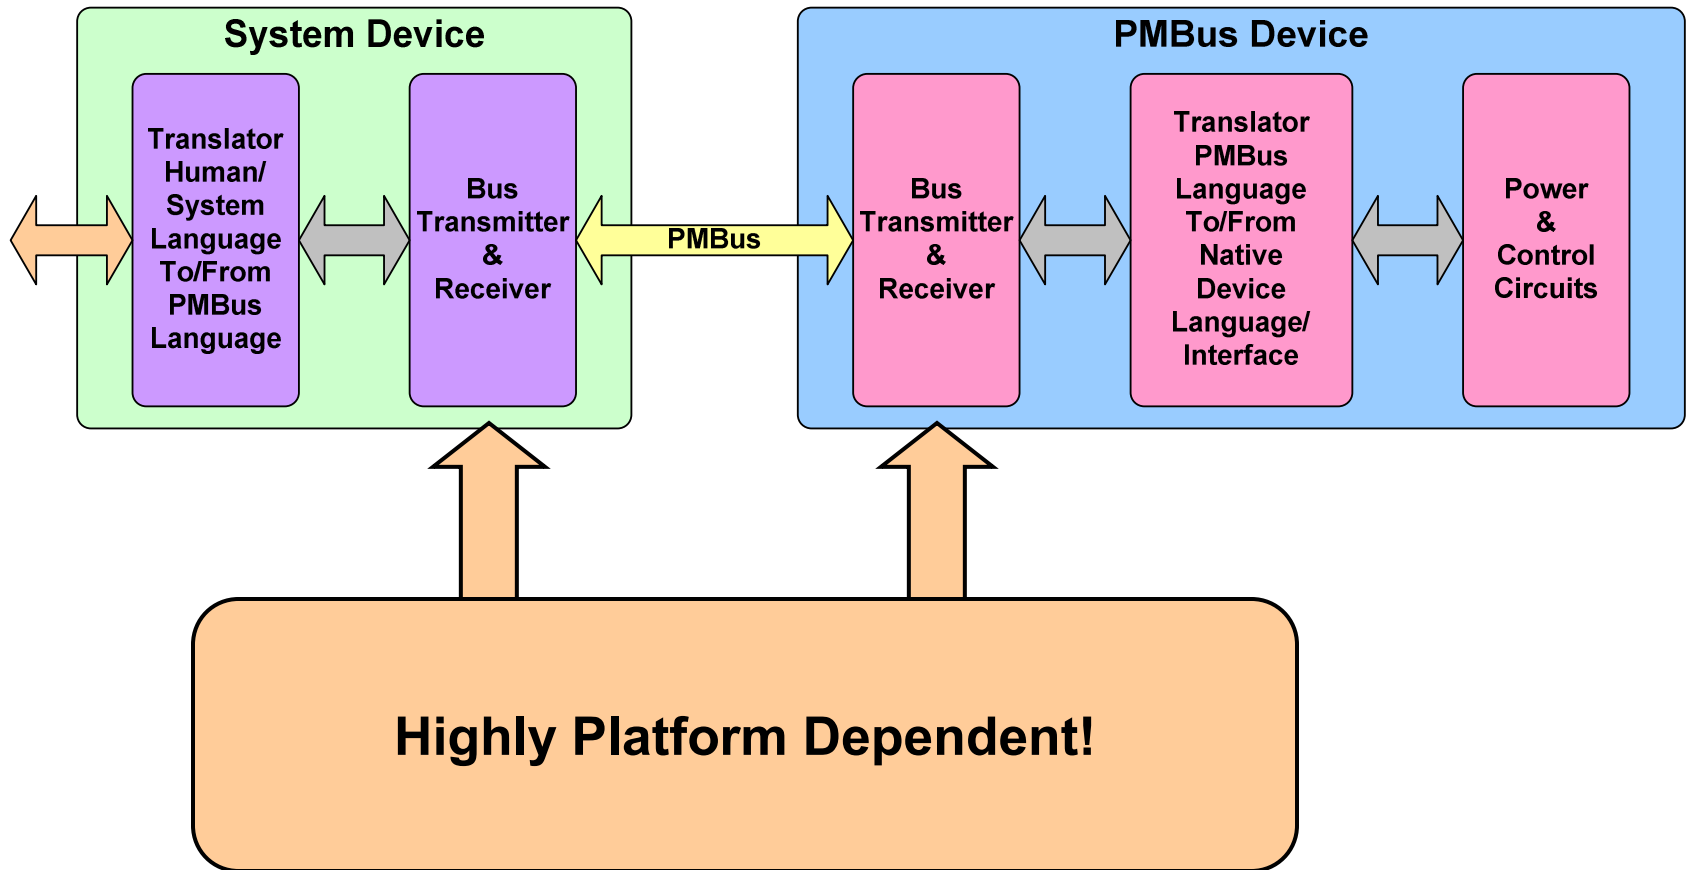 System Device
Translator
Human/
System
Language
To/From
PMBus
Language
Bus
Transmitter
&
Receiver
PMBus
PMBus Device
Bus
Transmitter
&
Receiver
Translator
PMBus
Language
To/From
Native
Device
Language/
Interface
Power
&
Control
Circuits
Highly Platform Dependent!